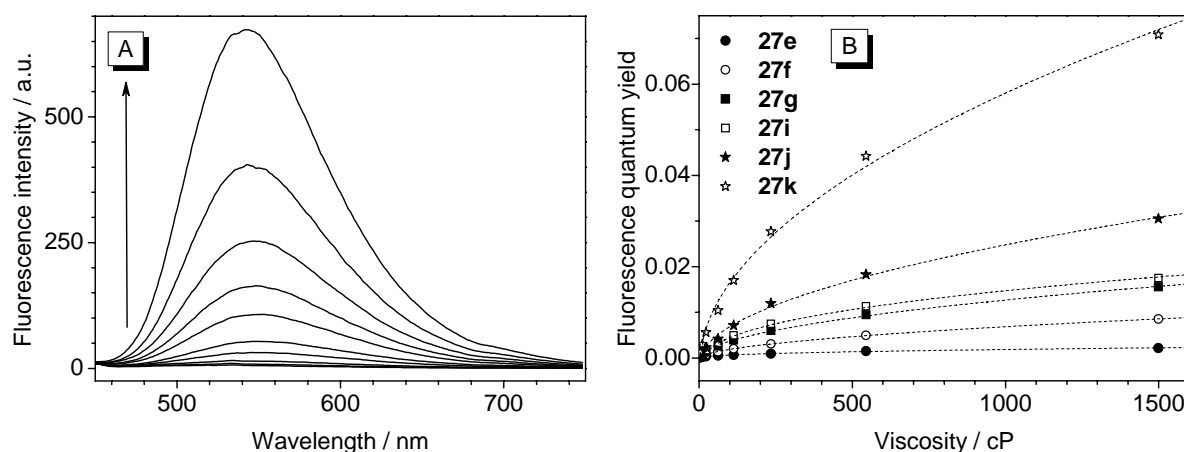 A
Fluorescence intensity / a.u.
500
250
0
500
600
700
Wavelength / nm
B
27e
27f
27g
27i
27j
27k
Fluorescence quantum yield
0.06
0.04
0.02
0.00
0
500
1000
1500
Viscosity / cP